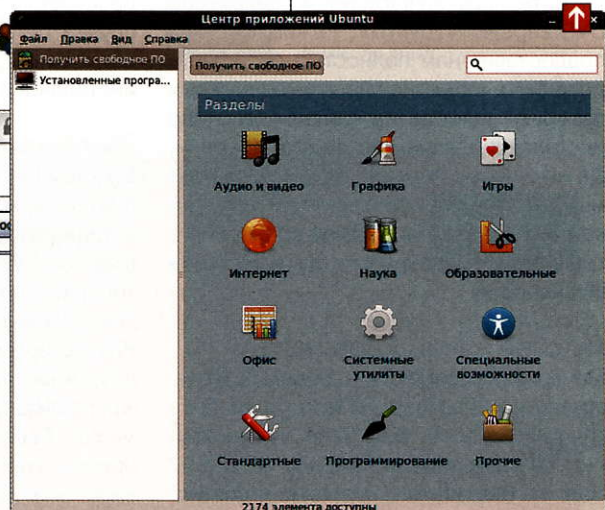 Центр приложений Ubuntu
Файл Правка Вид Справка
Получить свободное ПО
Установленные програ...
Получить свободное ПО
Разделы
Аудио и видео
Графика
Игры
Интернет
Наука
Образовательные
Офис
Системные
утилиты
Специальные
возможности
Стандартные
Программирование
Прочие
2174 элемента доступны